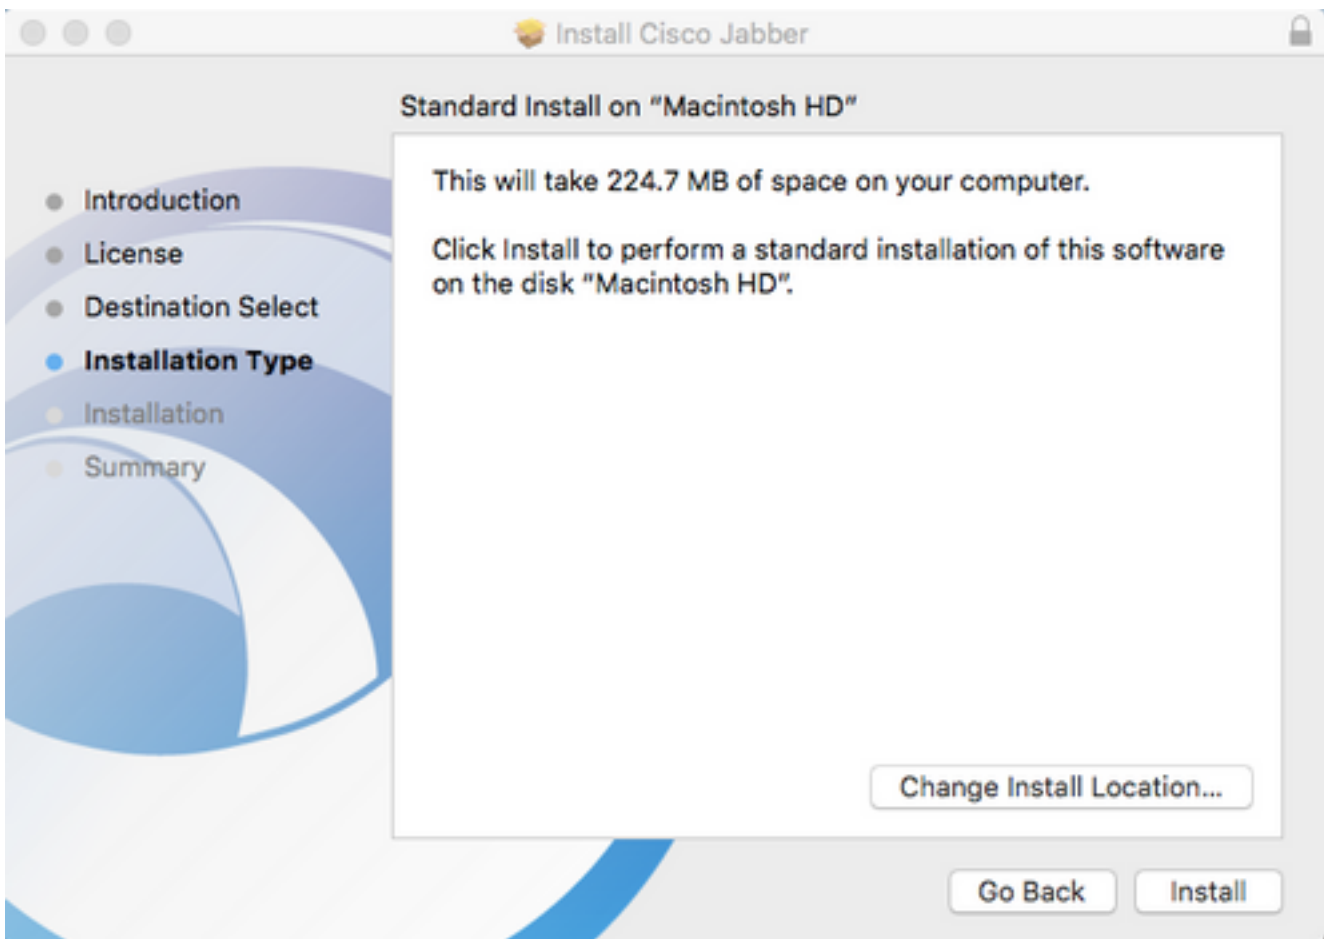 Install Cisco Jabber
Standard Install on “Macintosh HD”
Introduction
License
Destination Select
Installation Type
Installation
Summary
This will take 224.7 MB of space on your computer.
Click Install to perform a standard installation of this software
on the disk “Macintosh HD”.
Change Install Location...
Go Back
Install